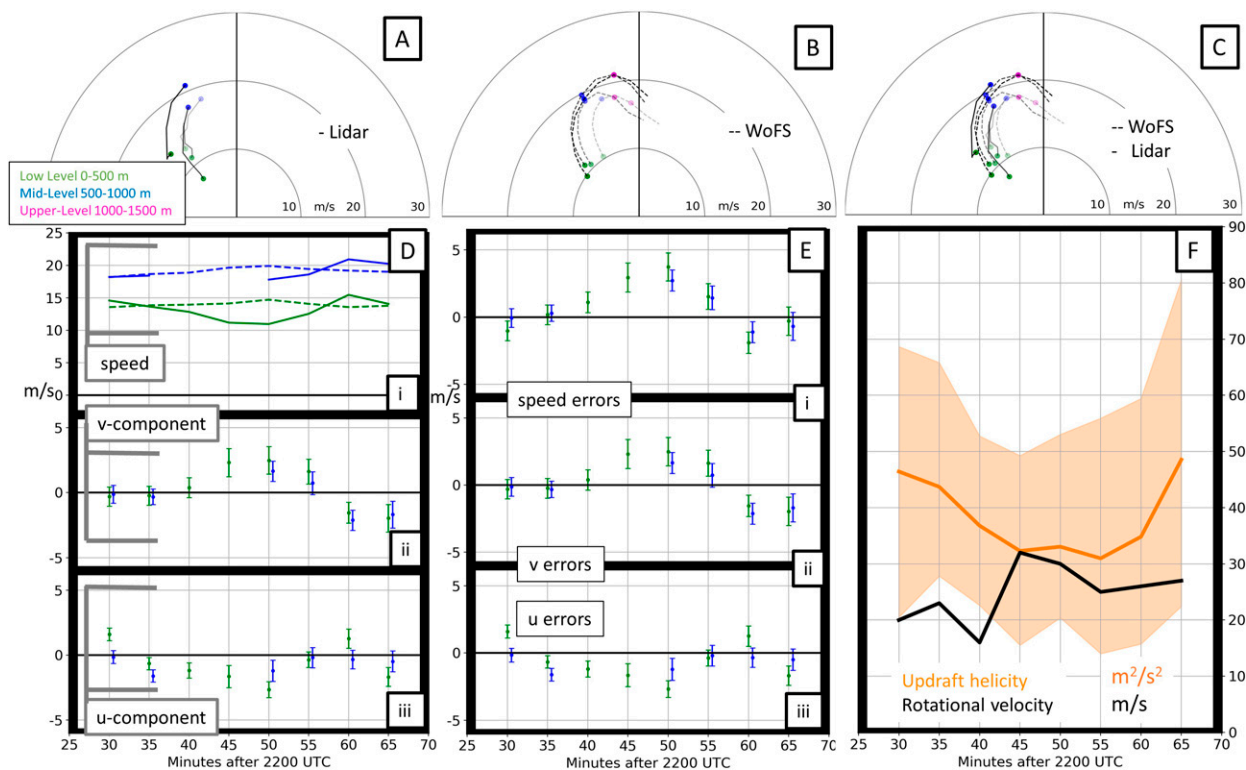 A
B
C
- Lidar
-- WoFS
-- WoFS
- Lidar
Low Level 0-500 m
Mid-Level 500-1000 m
Upper-Level 1000-1500 m
10 m/s 20 30
10 m/s 20 30
10 m/s 20 30
D
25
20
15
10
5
0
m/s
speed
i
v-component
5
0
-5
ii
5
0
-5
u-component
iii
25 30 35 40 45 50 55 60 65 70
Minutes after 2200 UTC
E
5
0
-5
m/s
speed errors
i
5
0
-5
v errors
ii
u errors
5
0
-5
iii
25 30 35 40 45 50 55 60 65 70
Minutes after 2200 UTC
F
90
80
70
60
50
40
30
20
10
0
Updraft helicity m²/s²
Rotational velocity m/s
25 30 35 40 45 50 55 60 65 70
Minutes after 2200 UTC